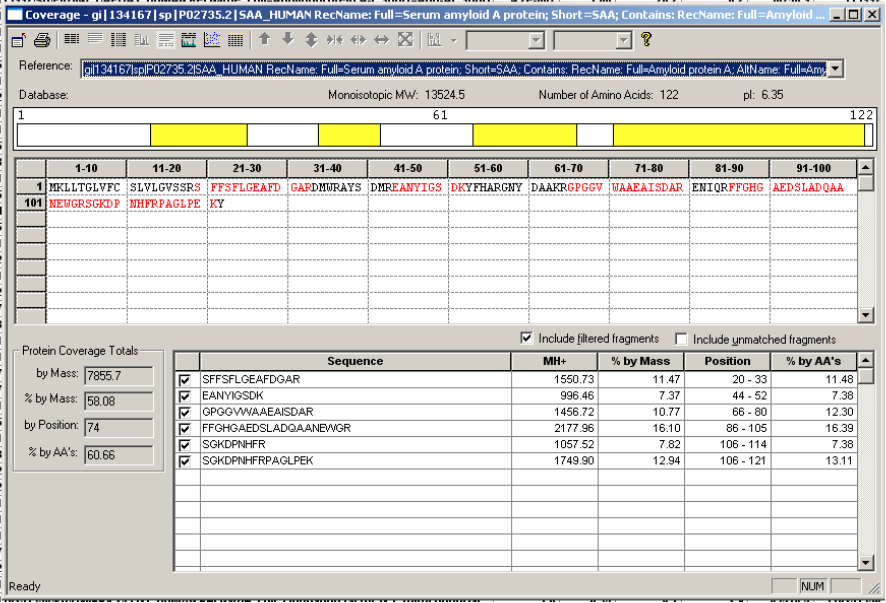 Coverage - gi|134167|sp|P02735.2|SAA_HUMAN RecName: Full=Serum amyloid A protein; Short=SAA; Contains: RecName: Full=Amyloid ...
Reference: gi|134167|sp|P02735.2|SAA_HUMAN RecName: Full=Serum amyloid A protein; Short=SAA; Contains: RecName: Full=Amyloid protein A; AltName: Full=Amy
Database: Monoisotopic MW: 13524.5 Number of Amino Acids: 122 pI: 6.35
1 61 122
1-10 11-20 21-30 31-40 41-50 51-60 61-70 71-80 81-90 91-100
1 MKLLTGLVFC SLVLGVSSRS FFSFLGEAFD GARDMWRAYS DMREANYIGS DKYFHARGNY DAAKRGPGGV WAAEAISDAR ENIQRFFGHG AEDSLADQAA
101 NEWGRSGKDP NHFRPAGLPE KY
Include filtered fragments Include unmatched fragments
Protein Coverage Totals
by Mass: 7855.7
% by Mass: 58.08
by Position: 74
% by AA's: 60.66
Sequence MH+ % by Mass Position % by AA's
SFFSFLGEAFDGAR 1550.73 11.47 20 - 33 11.48
EANYIGSDK 996.46 7.37 44 - 52 7.38
GPGGVWAAEAISDAR 1456.72 10.77 66 - 80 12.30
FFGHGAEDSLADQAANEWGR 2177.96 16.10 86 - 105 16.39
SGKDPNHFR 1057.52 7.82 106 - 114 7.38
SGKDPNHFRPAGLPEK 1749.90 12.94 106 - 121 13.11
Ready NUM